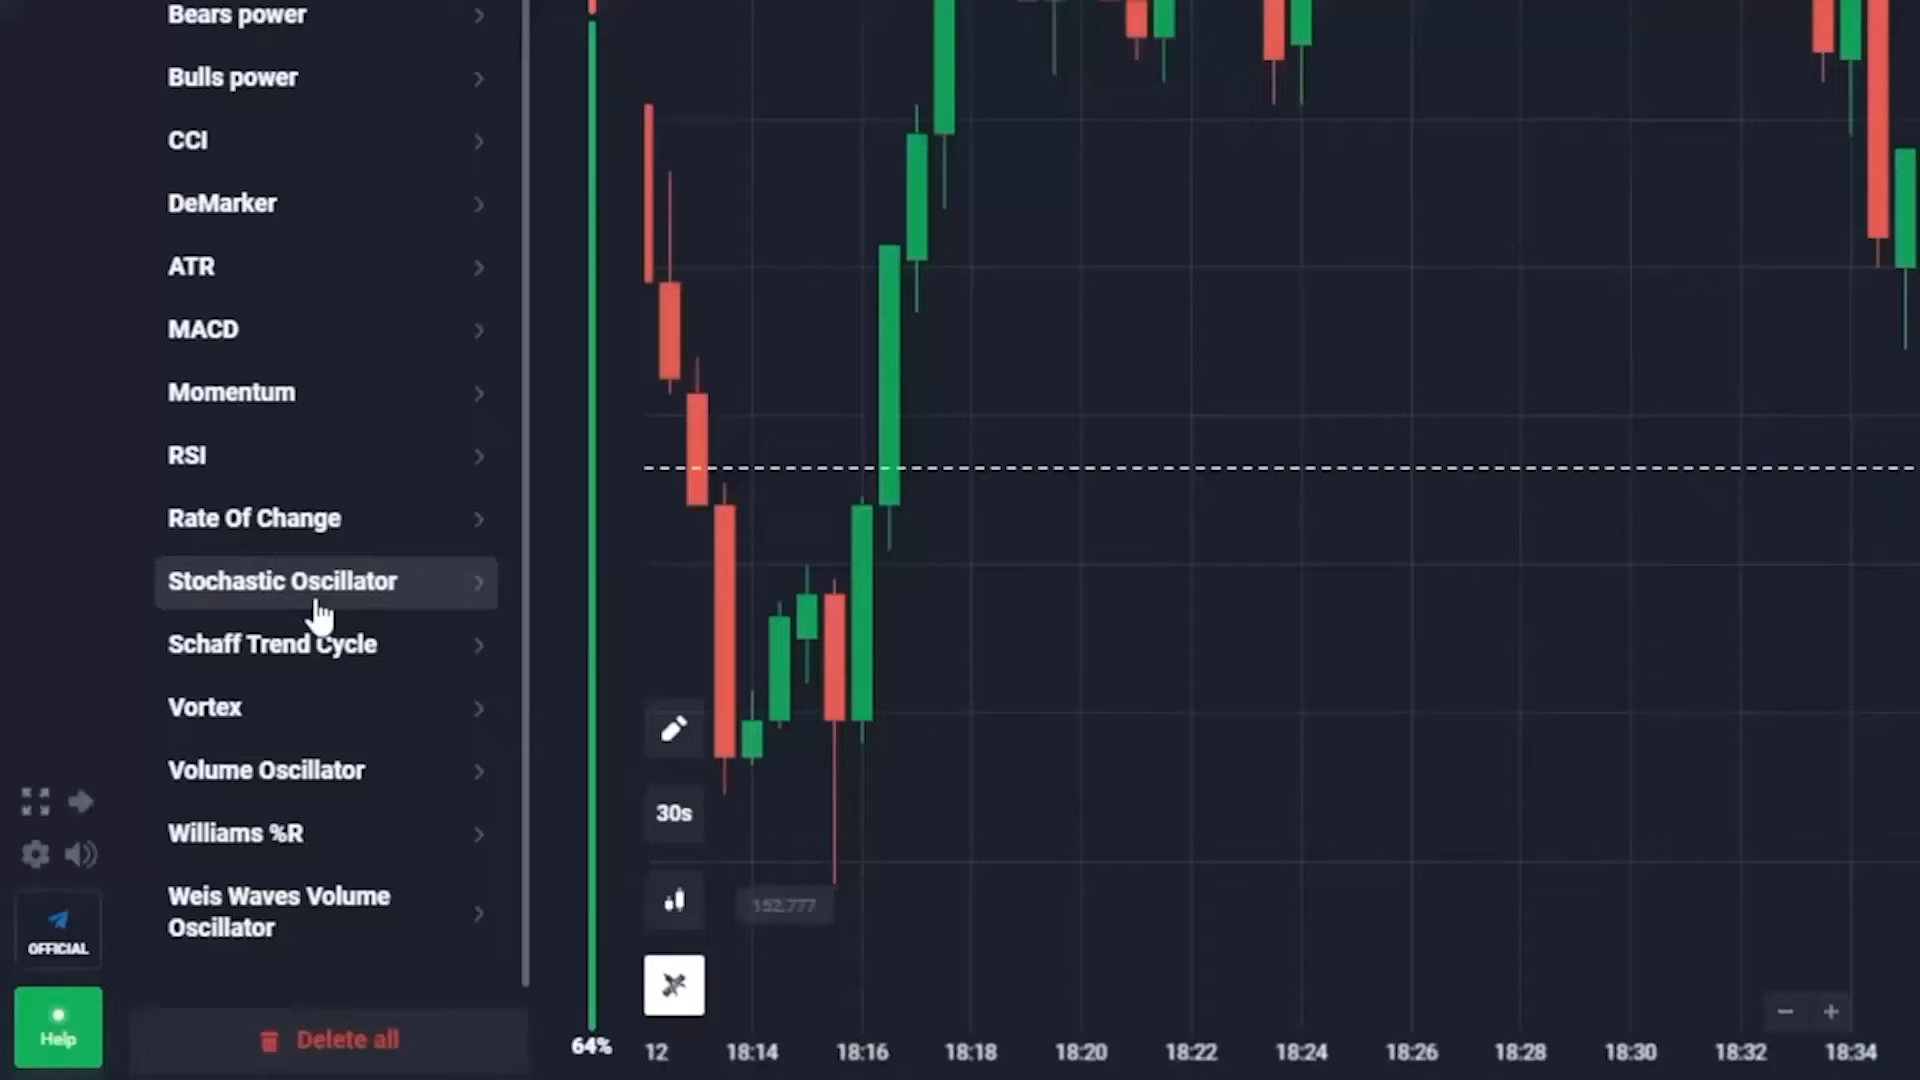 Bears power
Bulls power
CCI
DeMarker
ATR
MACD
Momentum
RSI
Rate Of Change
Stochastic Oscillator
Schaff Trend Cycle
Vortex
Volume Oscillator
Williams %R
Weis Waves Volume
Oscillator
OFFICIAL
Help
Delete all
64%
30s
152.777
12 18:14 18:16 18:18 18:20 18:22 18:24 18:26 18:28 18:30 18:32 18:34